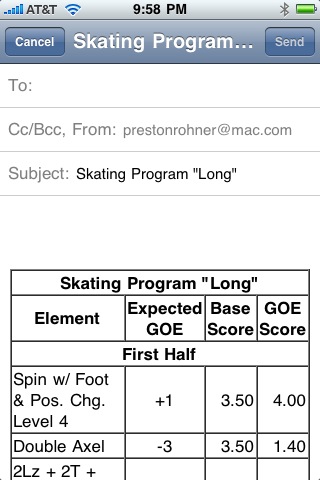 AT&T 9:58 PM
Cancel Skating Program... Send
To:
Cc/Bcc, From: prestonrohner@mac.com
Subject: Skating Program "Long"
Skating Program "Long"
Element Expected GOE Base Score GOE Score
First Half
Spin w/ Foot & Pos. Chg. Level 4 +1 3.50 4.00
Double Axel -3 3.50 1.40
2Lz + 2T +